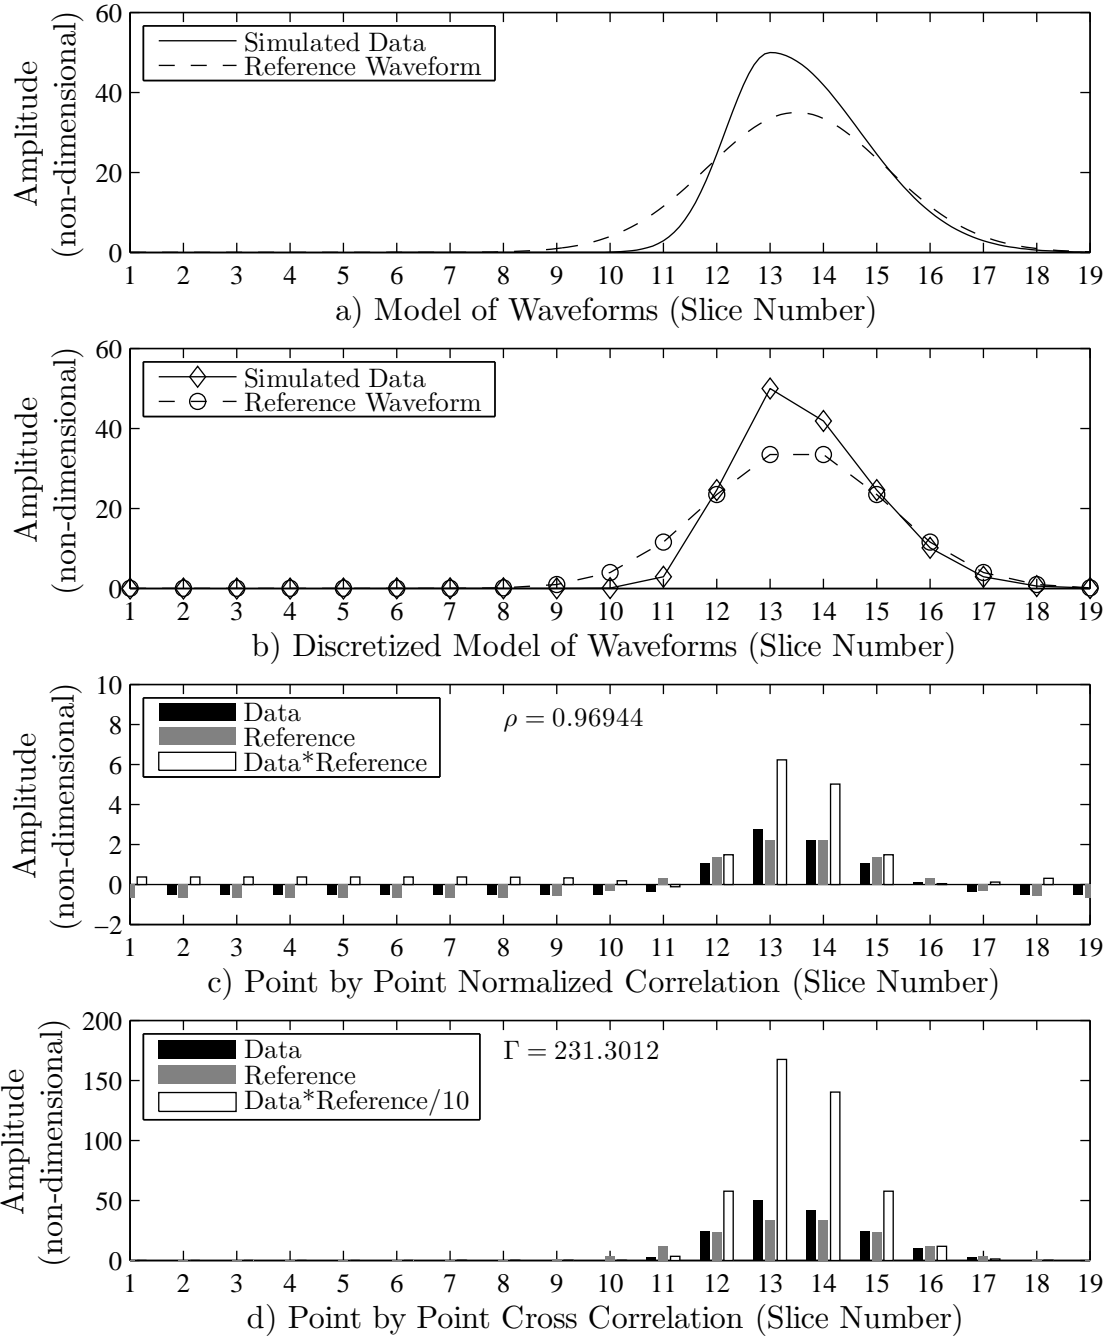 60
40
20
0
Amplitude
(non-dimensional)
Simulated Data
Reference Waveform
1 2 3 4 5 6 7 8 9 10 11 12 13 14 15 16 17 18 19
a) Model of Waveforms (Slice Number)
60
40
20
0
Amplitude
(non-dimensional)
Simulated Data
Reference Waveform
1 2 3 4 5 6 7 8 9 10 11 12 13 14 15 16 17 18 19
b) Discretized Model of Waveforms (Slice Number)
10
8
6
4
2
0
−2
Amplitude
(non-dimensional)
Data
Reference
Data*Reference
ρ = 0.96944
1 2 3 4 5 6 7 8 9 10 11 12 13 14 15 16 17 18 19
c) Point by Point Normalized Correlation (Slice Number)
200
150
100
50
0
Amplitude
(non-dimensional)
Data
Reference
Data*Reference/10
Γ = 231.3012
1 2 3 4 5 6 7 8 9 10 11 12 13 14 15 16 17 18 19
d) Point by Point Cross Correlation (Slice Number)